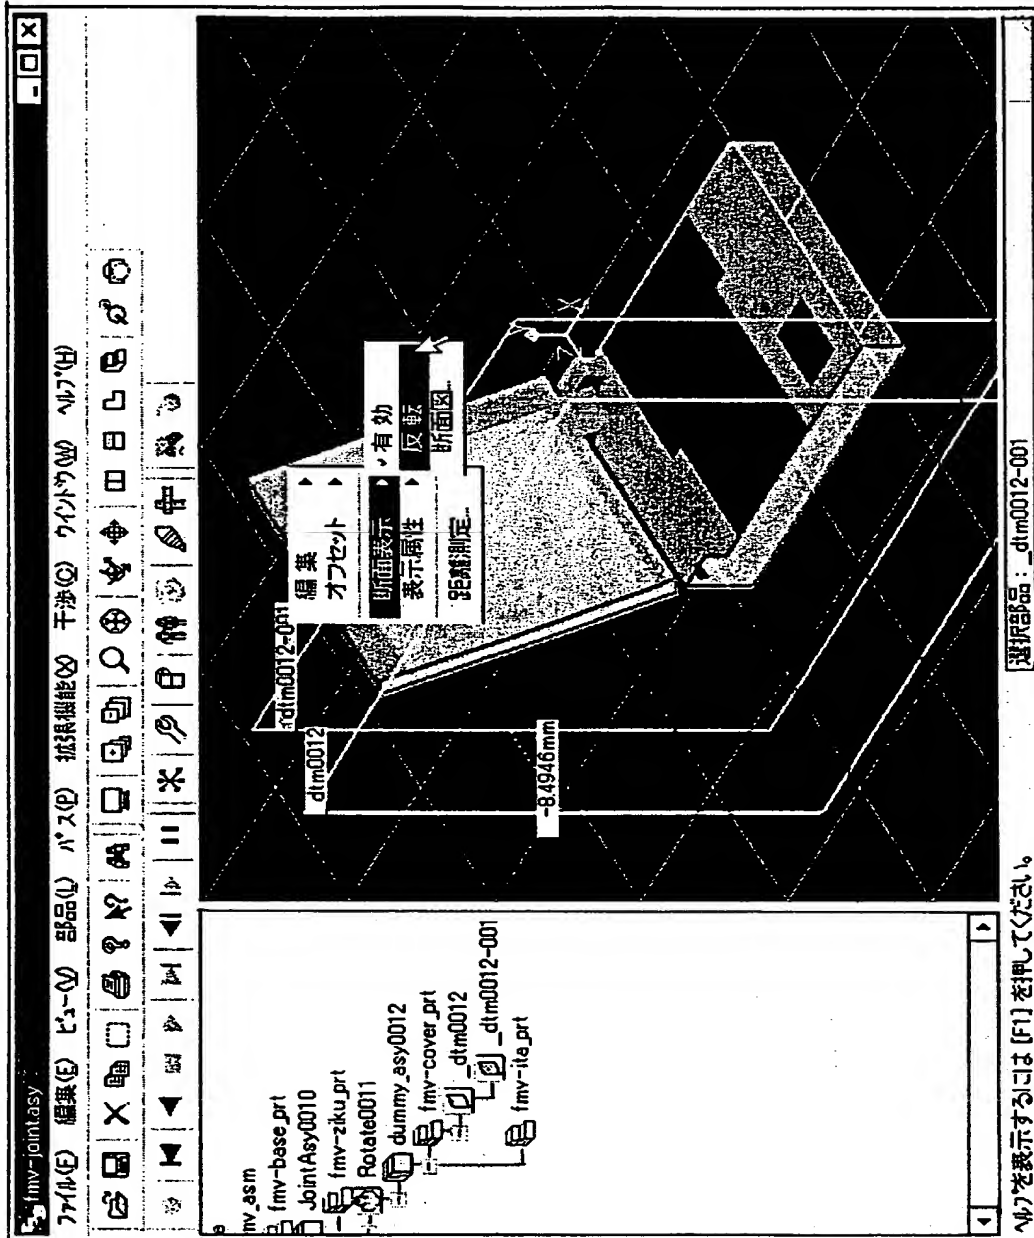 fmv-joint.asy
ファイル(F) 編集(E) ビュー(V) 部品(L) パス(P) 拡張機能(X) 干渉(Q) ウィンドウ(W) ヘルプ(H)
mv_asm
fmv-base_prt
JointAsy0010
fmv-ziku_prt
Rotate0011
dummy_asy0012
fmv-cover_prt
_dtm0012
_dtm0012-001
fmv-ita_prt
dtm0012-001
dtm0012
-8.4946mm
編集
オフセット
断面表示
表示属性
距離測定...
✓有効
反転
断面図...
X
ヘルプを表示するには [F1] を押してください。
選択部品: _dtm0012-001